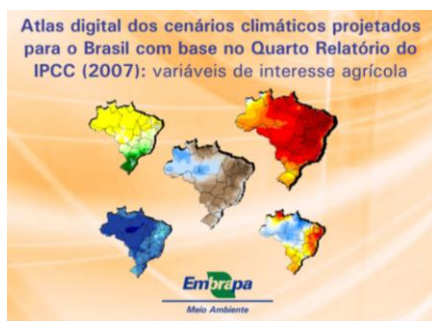 Atlas digital dos cenários climáticos projetados
para o Brasil com base no Quarto Relatório do
IPCC (2007): variáveis de interesse agrícola
Embrapa
Meio Ambiente